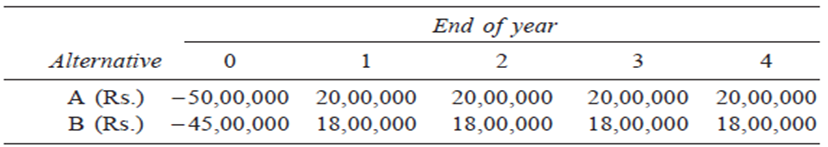 End of year
Alternative 0 1 2 3 4
A (Rs.) −50,00,000 20,00,000 20,00,000 20,00,000 20,00,000
B (Rs.) −45,00,000 18,00,000 18,00,000 18,00,000 18,00,000